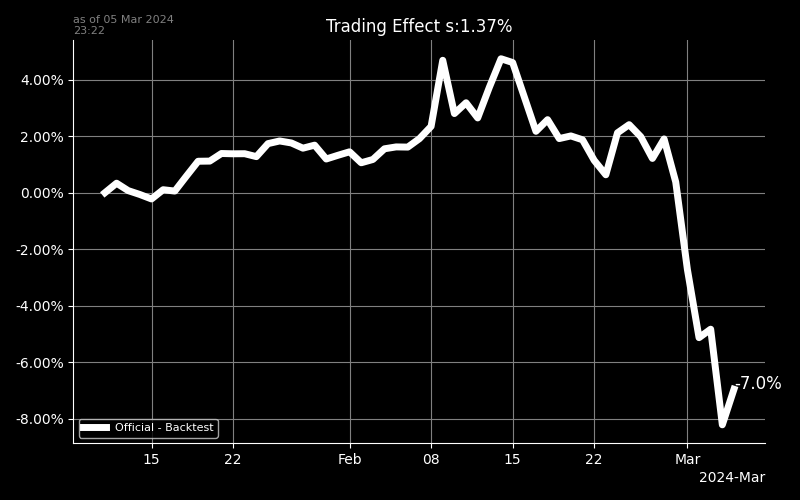 as of 05 Mar 2024
23:22
Trading Effect s:1.37%
4.00%
2.00%
0.00%
-2.00%
-4.00%
-6.00%
-8.00%
-7.0%
Official - Backtest
15 22 Feb 08 15 22 Mar
2024-Mar